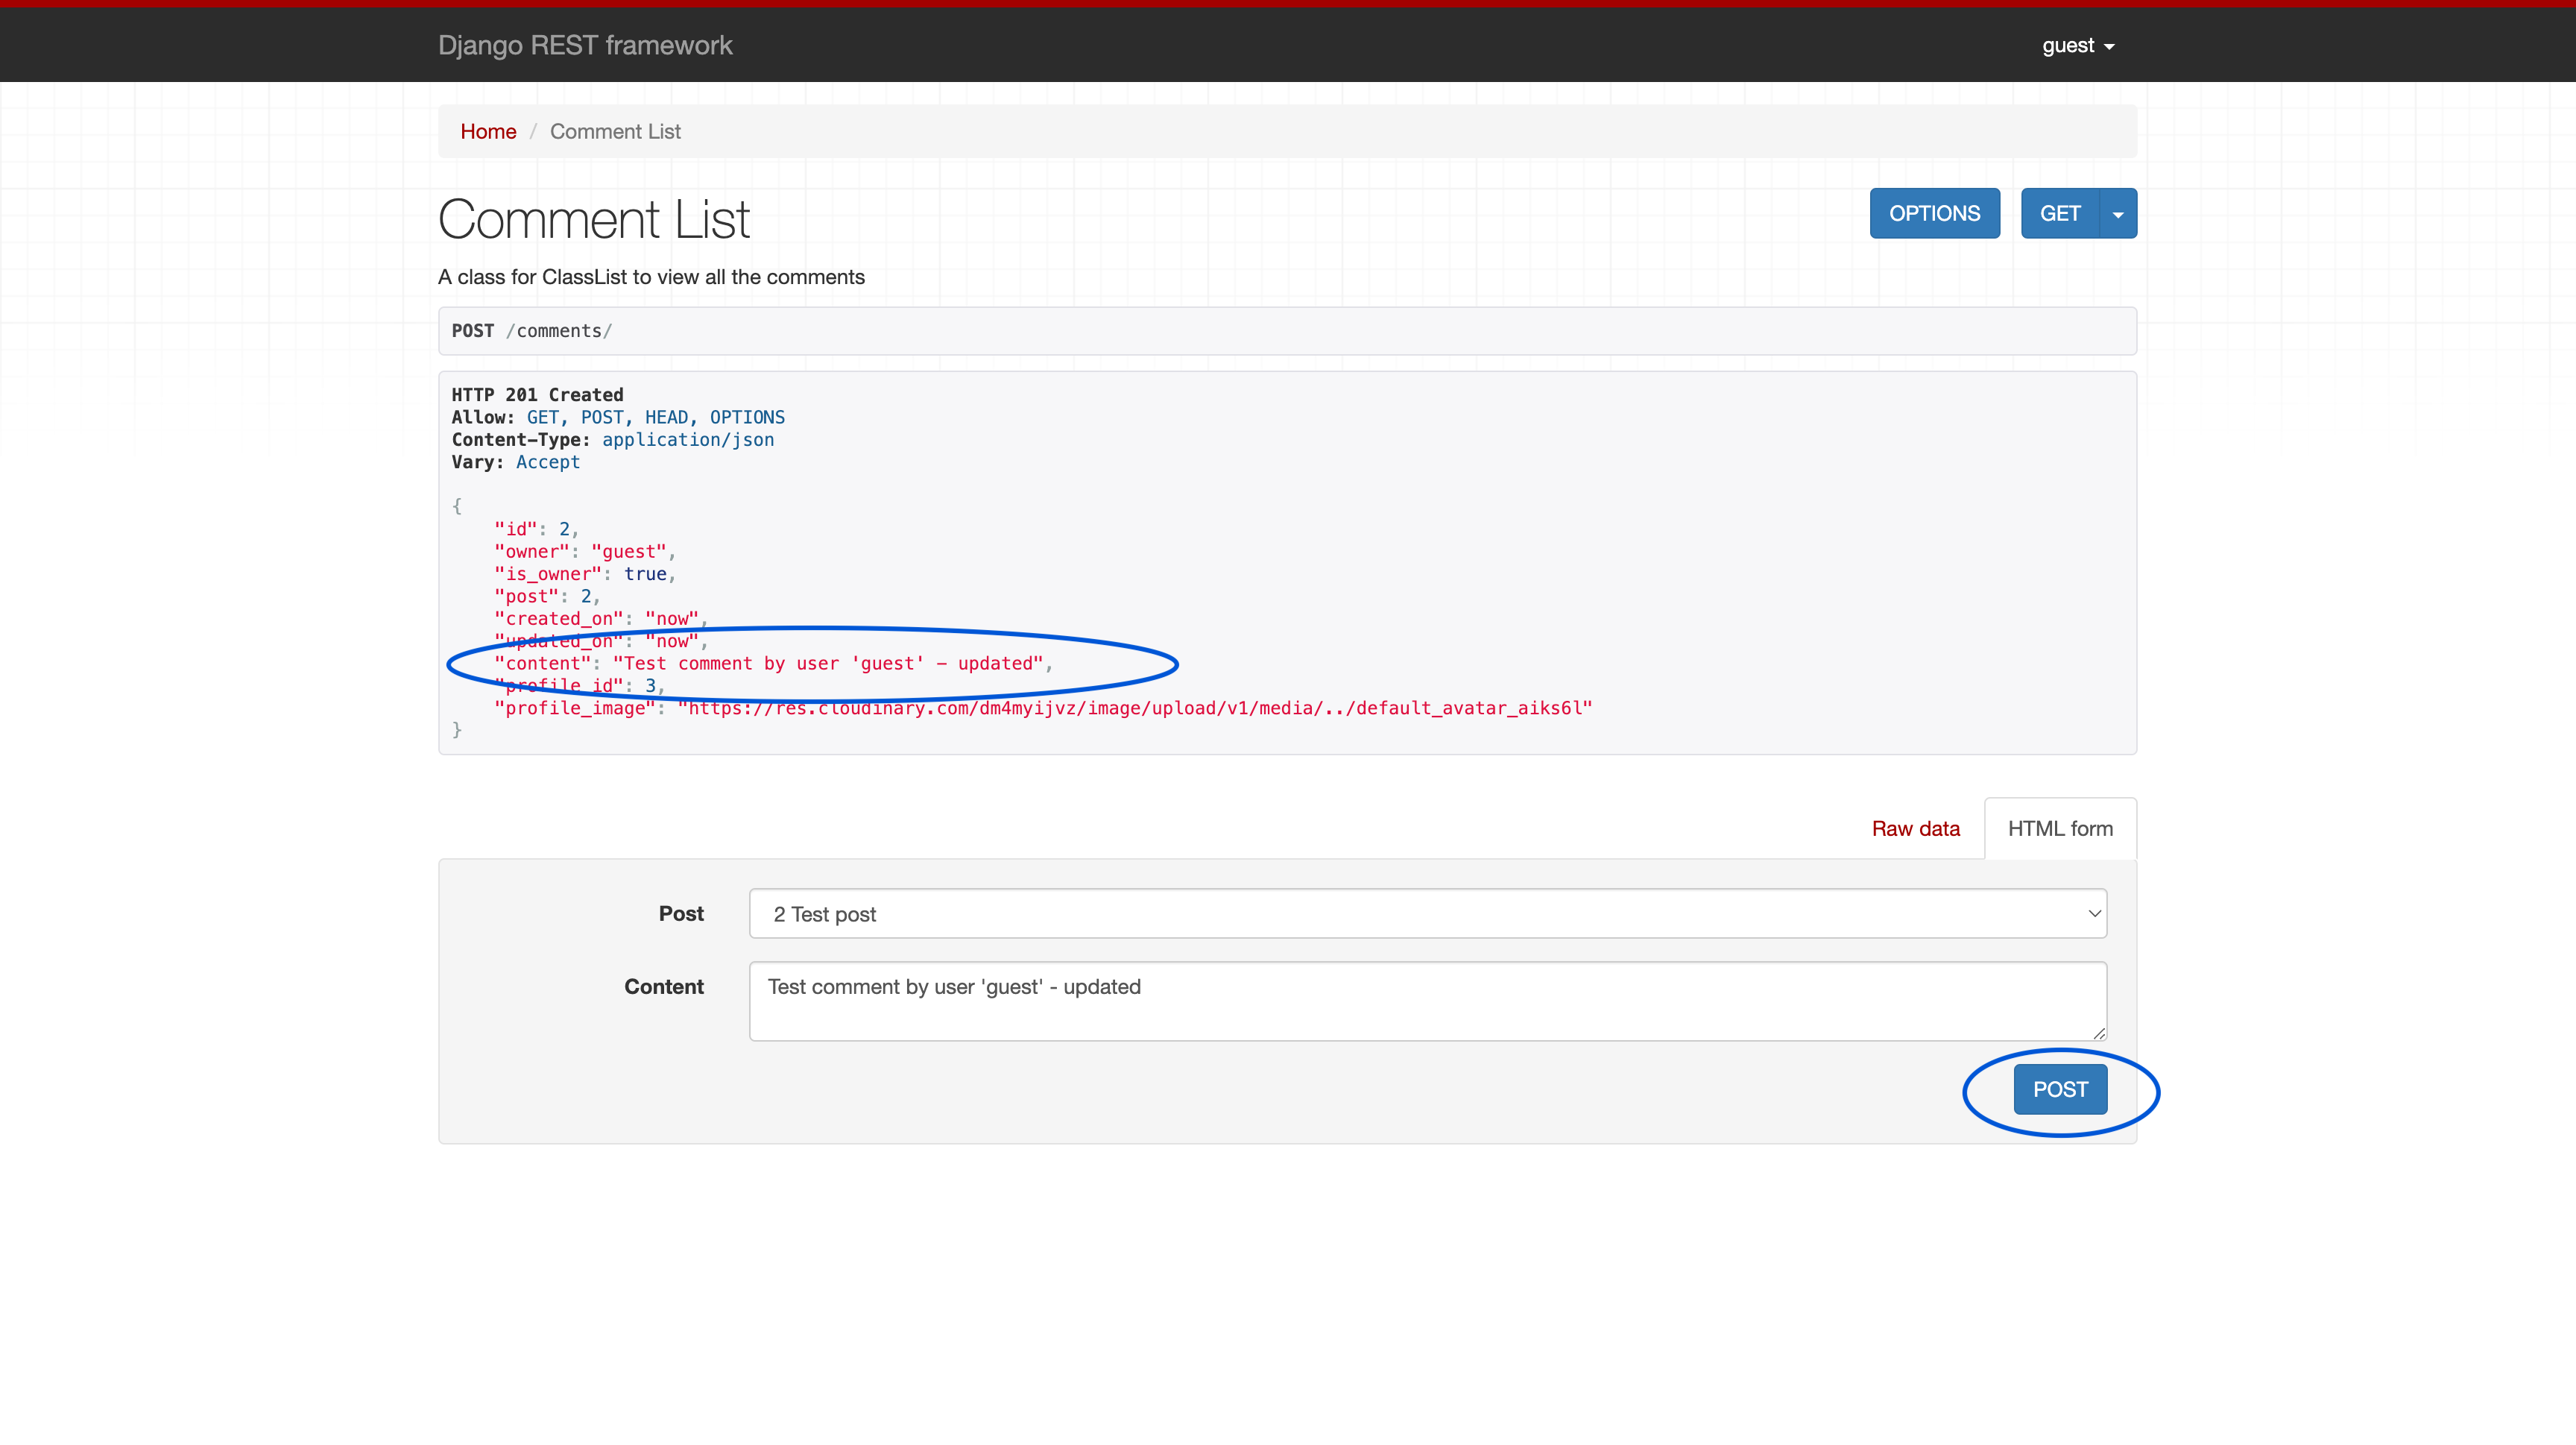 Django REST framework
guest
Home / Comment List
Comment List
OPTIONS
GET
A class for ClassList to view all the comments
POST /comments/
HTTP 201 Created
Allow: GET, POST, HEAD, OPTIONS
Content-Type: application/json
Vary: Accept
{
"id": 2,
"owner": "guest",
"is_owner": true,
"post": 2,
"created_on": "now",
"updated_on": "now",
"content": "Test comment by user 'guest' - updated",
"profile_id": 3,
"profile_image": "https://res.cloudinary.com/dm4myijvz/image/upload/v1/media/../default_avatar_aiks6l"
}
Raw data
HTML form
Post
2 Test post
Content
Test comment by user 'guest' - updated
POST